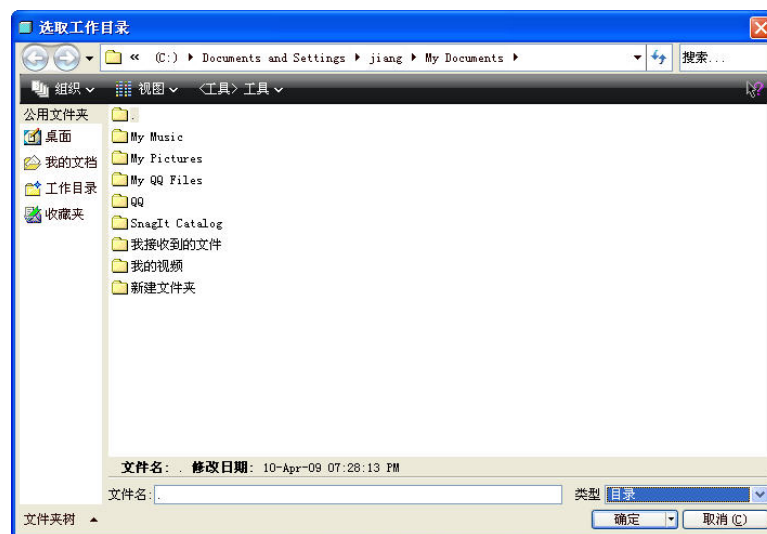 选取工作目录
« (C:) ▸ Documents and Settings ▸ jiang ▸ My Documents ▸ 搜索...
组织 视图 <工具> 工具
公用文件夹
桌面
我的文档
工作目录
收藏夹
.
My Music
My Pictures
My QQ Files
QQ
SnagIt Catalog
我接收到的文件
我的视频
新建文件夹
文件名: . 修改日期: 10-Apr-09 07:28:13 PM
文件名: . 类型 目录
文件夹树 确定 取消(C)